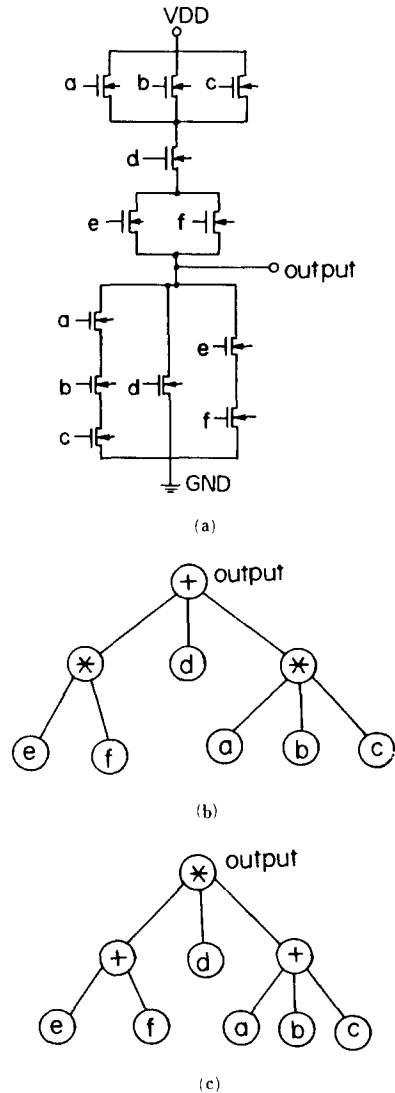 VDD
a b c
d
e f
output
a
e
b d
f
c
GND
(a)
+ output
* d *
e f a b c
(b)
* output
+ d +
e f a b c
(c)